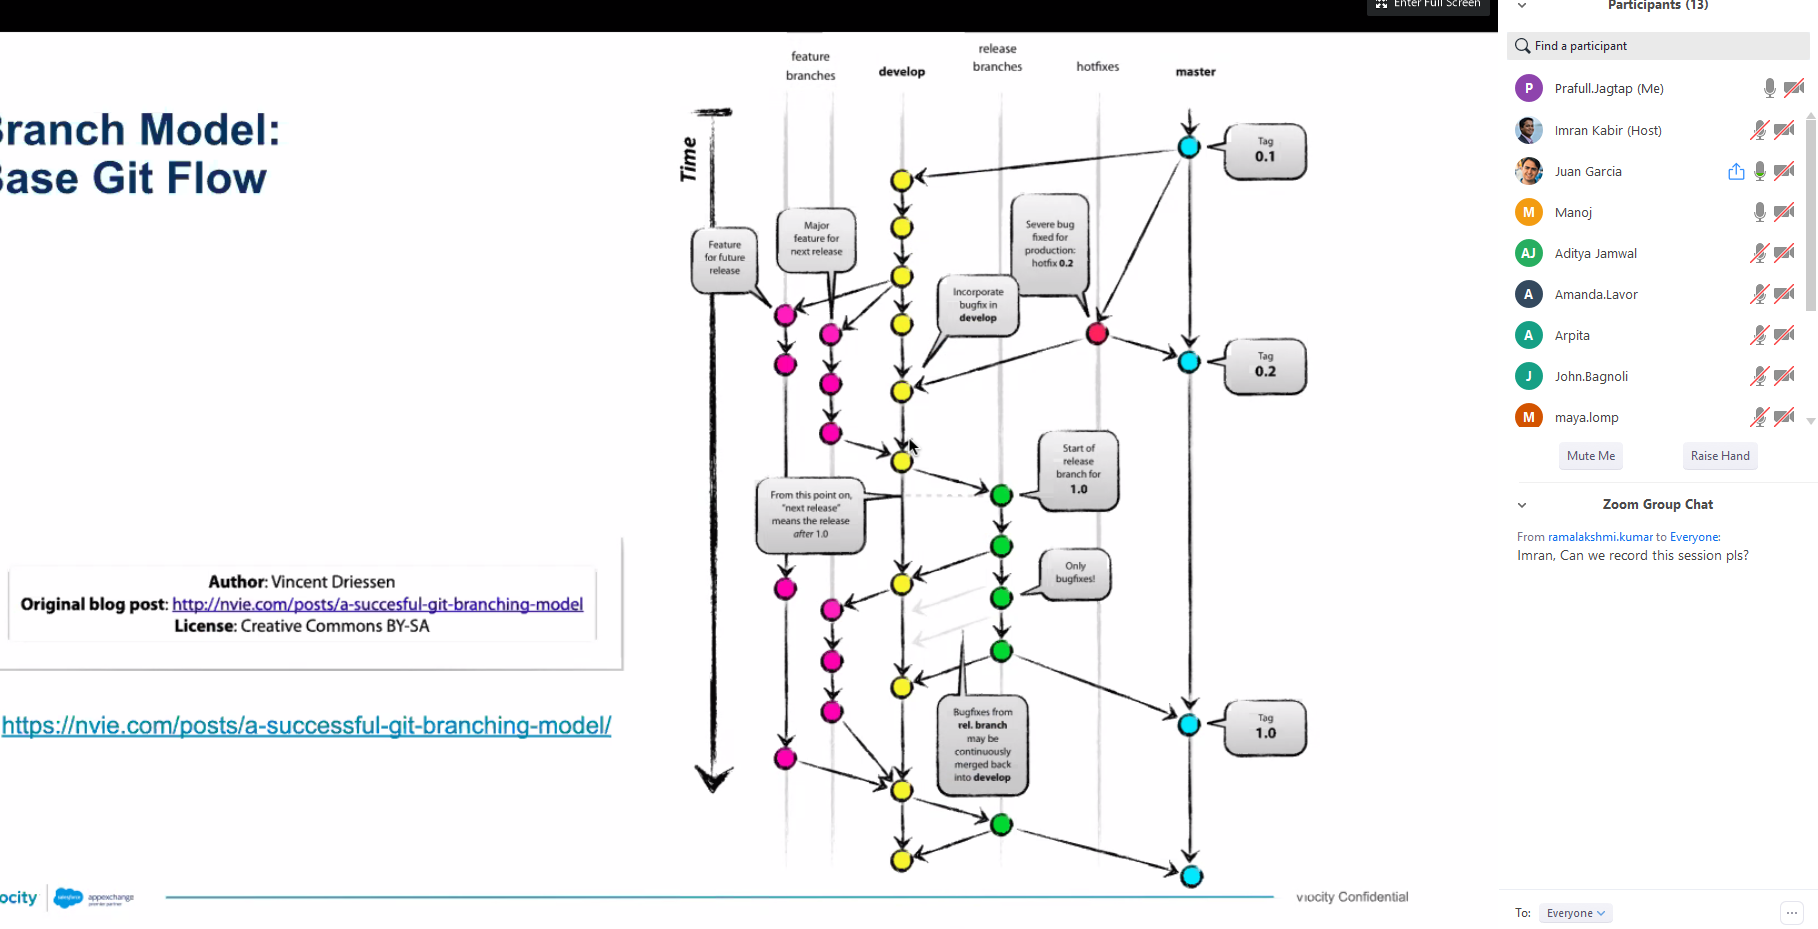 Enter Full Screen
Branch Model:
Base Git Flow
feature
branches
develop
release
branches
hotfixes
master
Time
Tag
0.1
Major
feature for
next release
Feature
for future
release
Severe bug
fixed for
production:
hotfix 0.2
Incorporate
bugfix in
develop
Tag
0.2
Start of
release
branch for
1.0
From this point on,
"next release"
means the release
after 1.0
Only
bugfixes!
Bugfixes from
rel. branch
may be
continuously
merged back
into develop
Tag
1.0
Author: Vincent Driessen
Original blog post: http://nvie.com/posts/a-succesful-git-branching-model
License: Creative Commons BY-SA
https://nvie.com/posts/a-successful-git-branching-model/
ocity
salesforce
appexchange
premier partner
vlocity Confidential
Participants (13)
Find a participant
P Prafull.Jagtap (Me)
Imran Kabir (Host)
Juan Garcia
M Manoj
AJ Aditya Jamwal
A Amanda.Lavor
A Arpita
J John.Bagnoli
M maya.lomp
Mute Me
Raise Hand
Zoom Group Chat
From ramalakshmi.kumar to Everyone:
Imran, Can we record this session pls?
To: Everyone